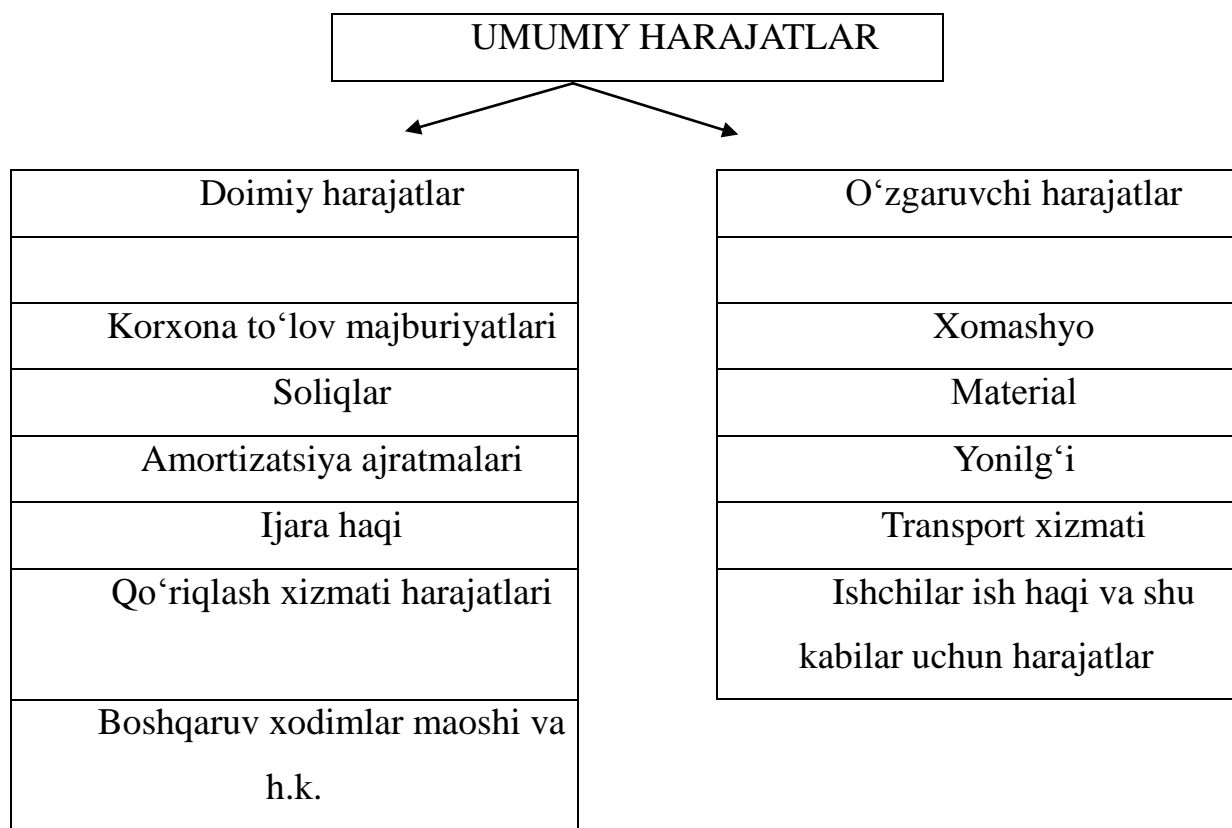 UMUMIY HARAJATLAR
Doimiy harajatlar
Korxona to‘lov majburiyatlari
Soliqlar
Amortizatsiya ajratmalari
Ijara haqi
Qo‘riqlash xizmati harajatlari
Boshqaruv xodimlar maoshi va
h.k.
O‘zgaruvchi harajatlar
Xomashyo
Material
Yonilg‘i
Transport xizmati
Ishchilar ish haqi va shu
kabilar uchun harajatlar